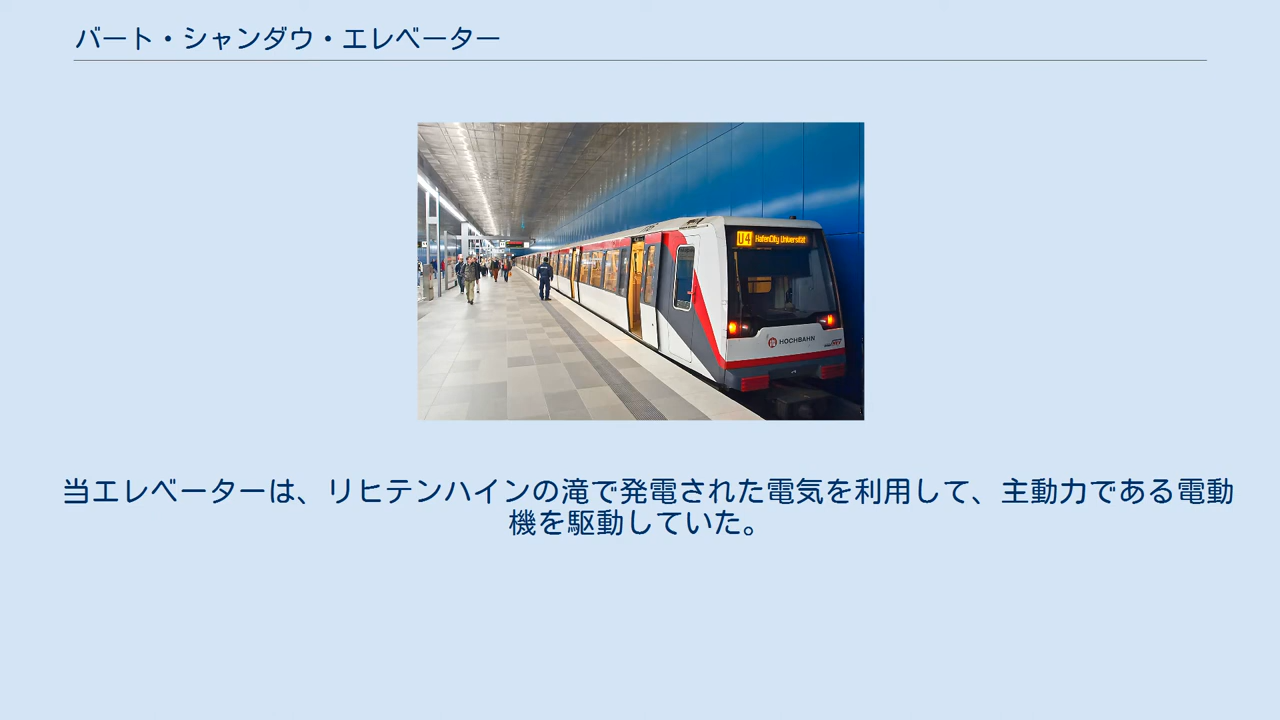 バート・シャンダウ・エレベーター
U4 HafenCity Universität
HOCHBAHN
当エレベーターは、リヒテンハインの滝で発電された電気を利用して、主動力である電動
機を駆動していた。